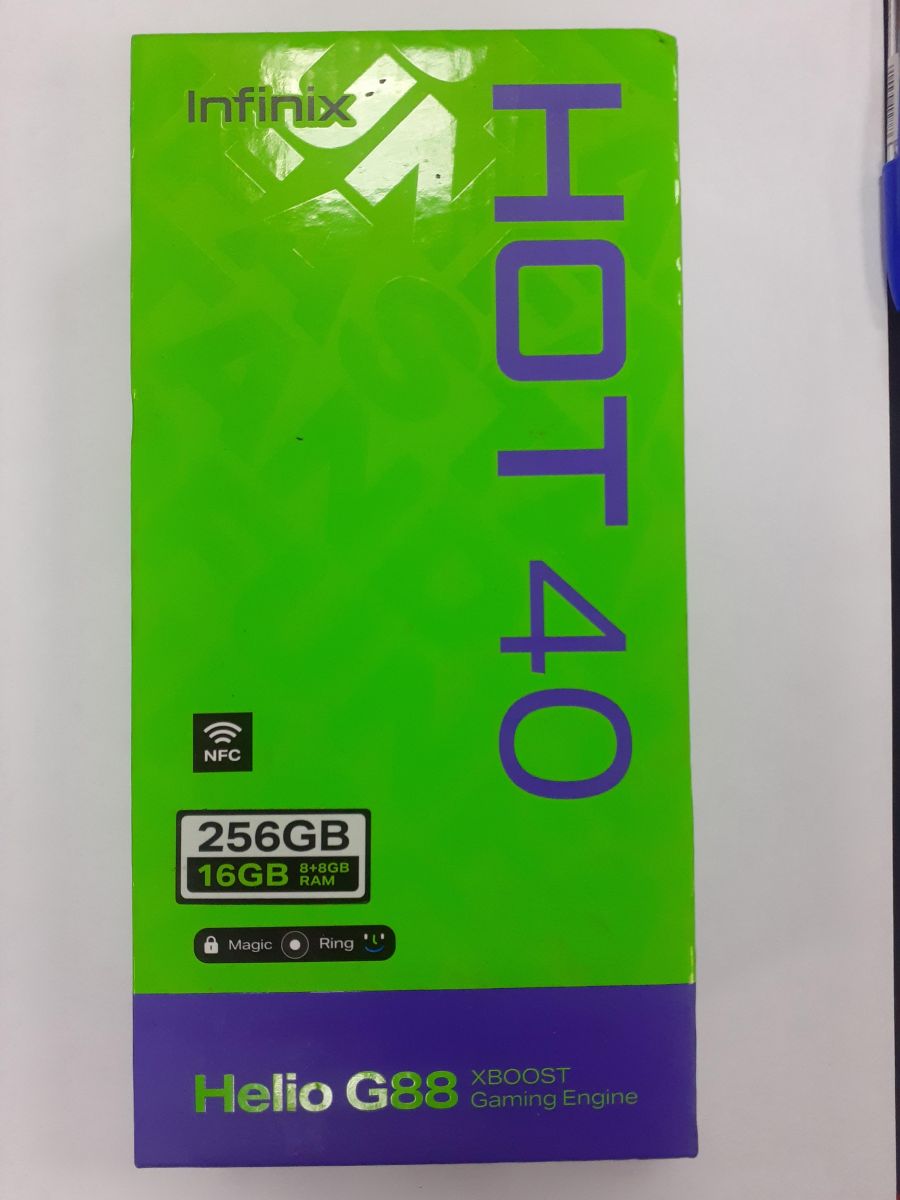 Infinix
HOT 40
NFC
256GB
16GB 8+8GB RAM
Magic Ring
Helio G88 XBOOST
Gaming Engine